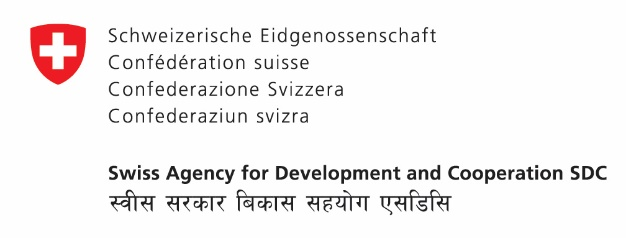 Schweizerische Eidgenossenschaft
Confédération suisse
Confederazione Svizzera
Confederaziun svizra
Swiss Agency for Development and Cooperation SDC
स्वीस सरकार बिकास सहयोग एसडिसि